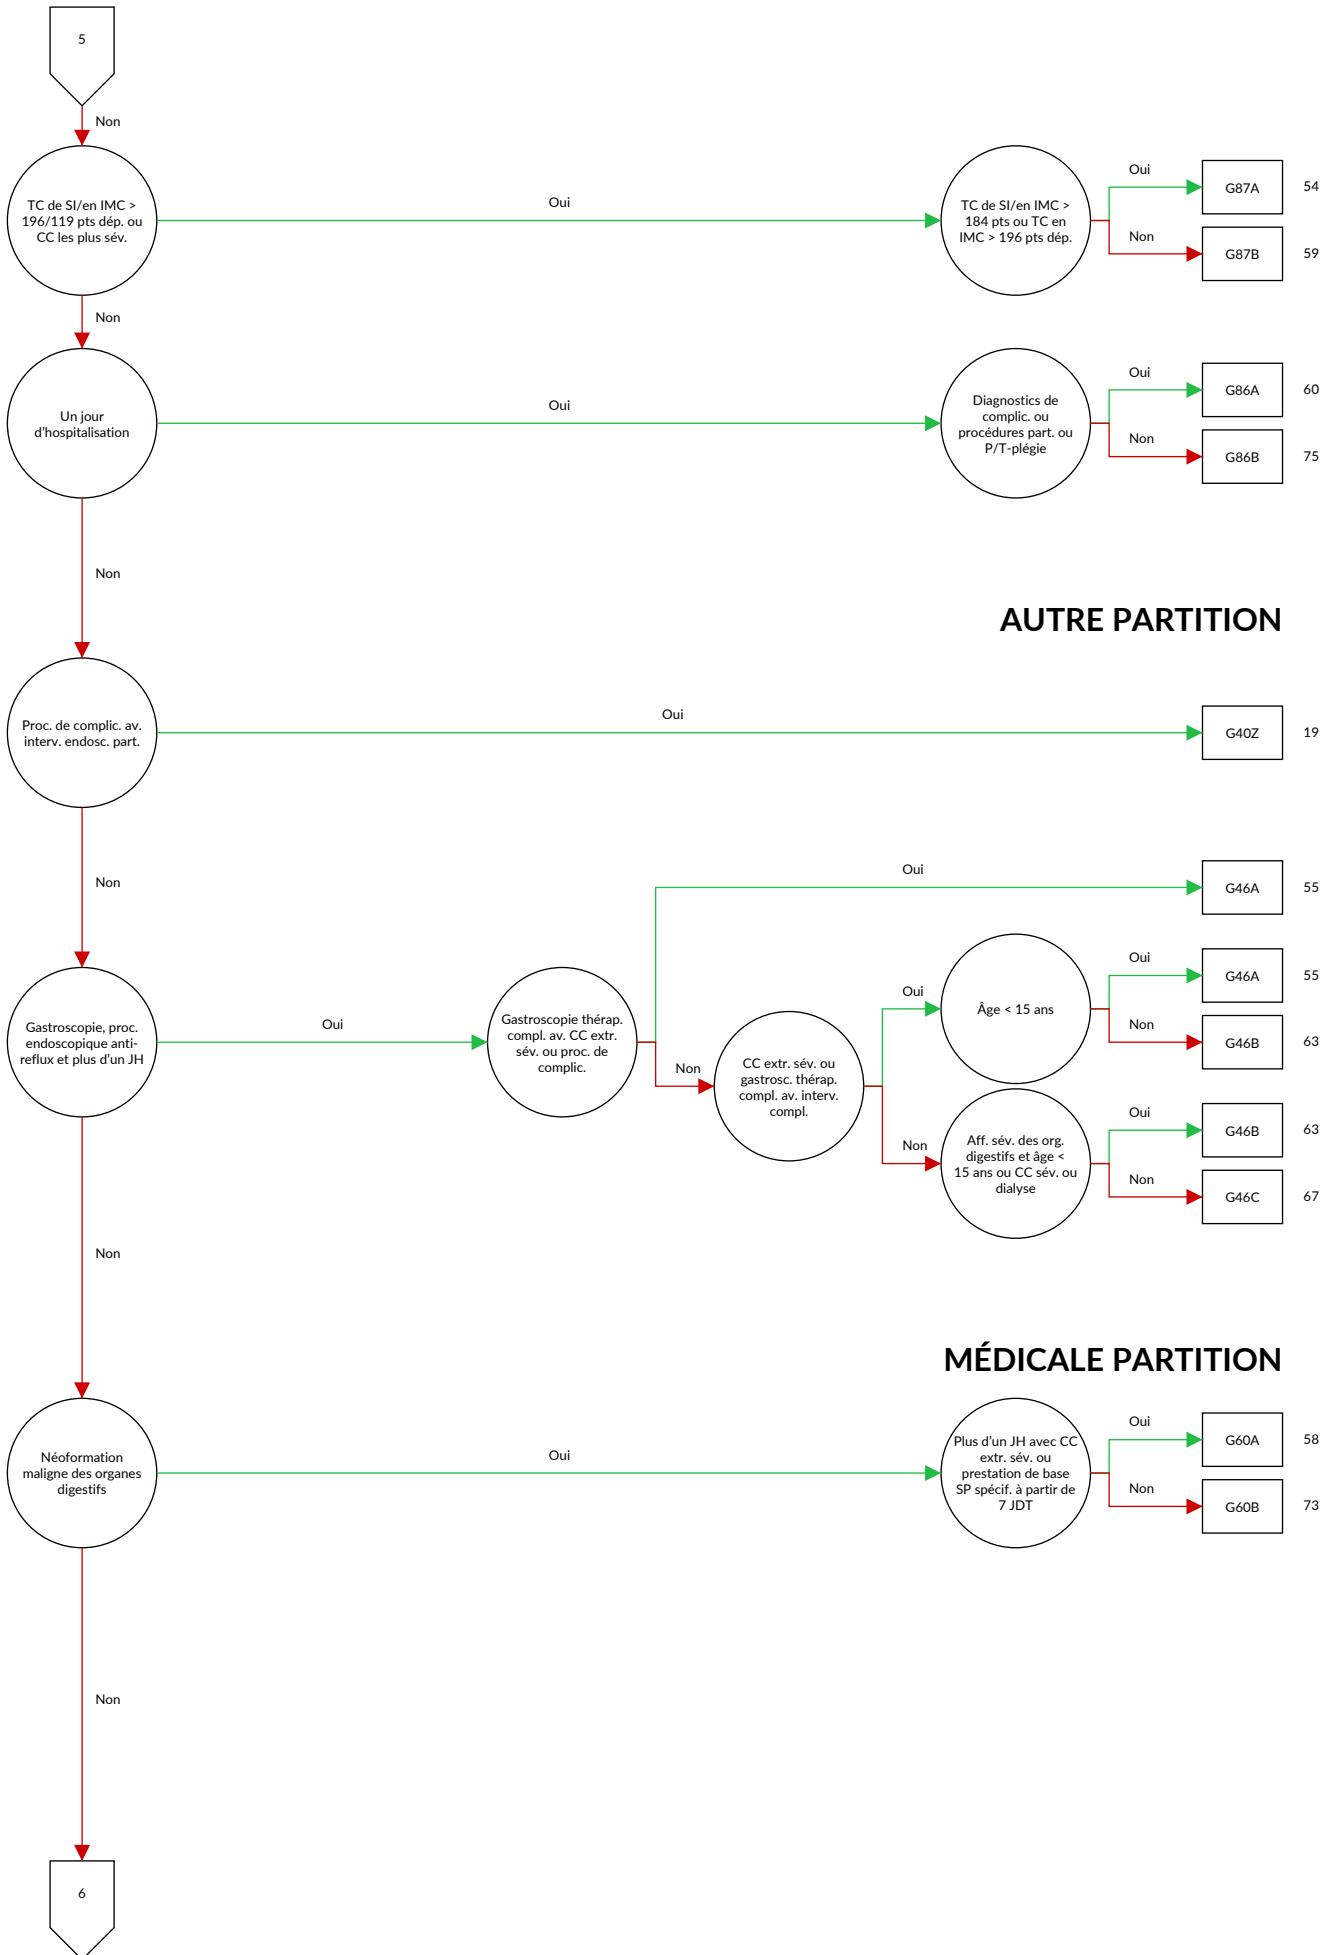 5
Non
TC de SI/en IMC >
196/119 pts dép. ou
CC les plus sév.
Oui
TC de SI/en IMC >
184 pts ou TC en
IMC > 196 pts dép.
Oui
G87A
54
Non
G87B
59
Non
Un jour
d'hospitalisation
Oui
Diagnostics de
complic. ou
procédures part. ou
P/T-plégie
Oui
G86A
60
Non
G86B
75
Non
AUTRE PARTITION
Proc. de complic. av.
interv. endosc. part.
Oui
G40Z
19
Non
Gastroscopie, proc.
endoscopique anti-
reflux et plus d'un JH
Oui
Gastroscopie thérap.
compl. av. CC extr.
sév. ou proc. de
complic.
Oui
G46A
55
Non
CC extr. sév. ou
gastrosc. thérap.
compl. av. interv.
compl.
Oui
Âge < 15 ans
Oui
G46A
55
Non
G46B
63
Non
Aff. sév. des org.
digestifs et âge <
15 ans ou CC sév. ou
dialyse
Oui
G46B
63
Non
G46C
67
Non
MÉDICALE PARTITION
Néoformation
maligne des organes
digestifs
Oui
Plus d'un JH avec CC
extr. sév. ou
prestation de base
SP spécif. à partir de
7 JDT
Oui
G60A
58
Non
G60B
73
Non
6